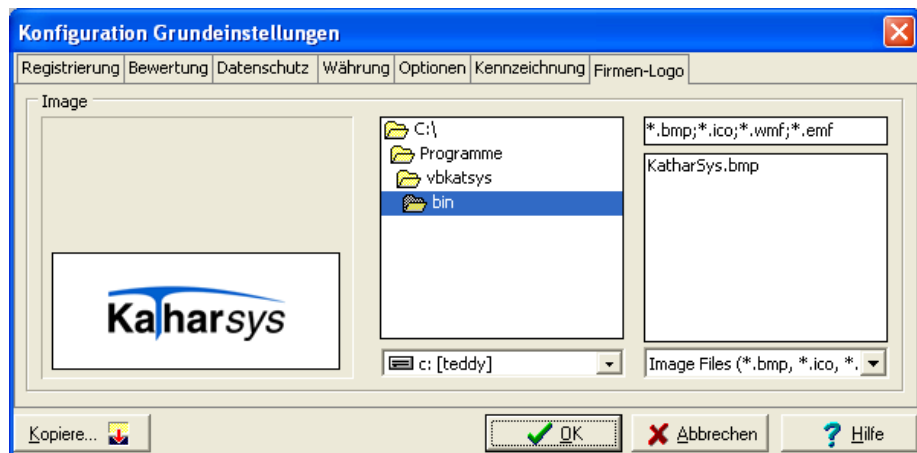 Konfiguration Grundeinstellungen
Registrierung Bewertung Datenschutz Währung Optionen Kennzeichnung Firmen-Logo
Image
C:\
Programme
vbkatsys
bin
*.bmp;*.ico;*.wmf;*.emf
KatharSys.bmp
Katharsys
c: [teddy]
Image Files (*.bmp, *.ico, *.
Kopiere...
OK
Abbrechen
Hilfe